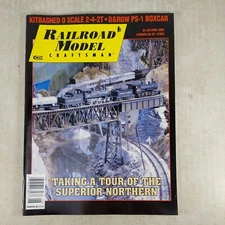 KITBASHED O SCALE 2-4-2T • D&RGW PS-1 BOXCAR
RAILROAD
MODEL
CRAFTSMAN
TAKING A TOUR OF THE
SUPERIOR NORTHERN